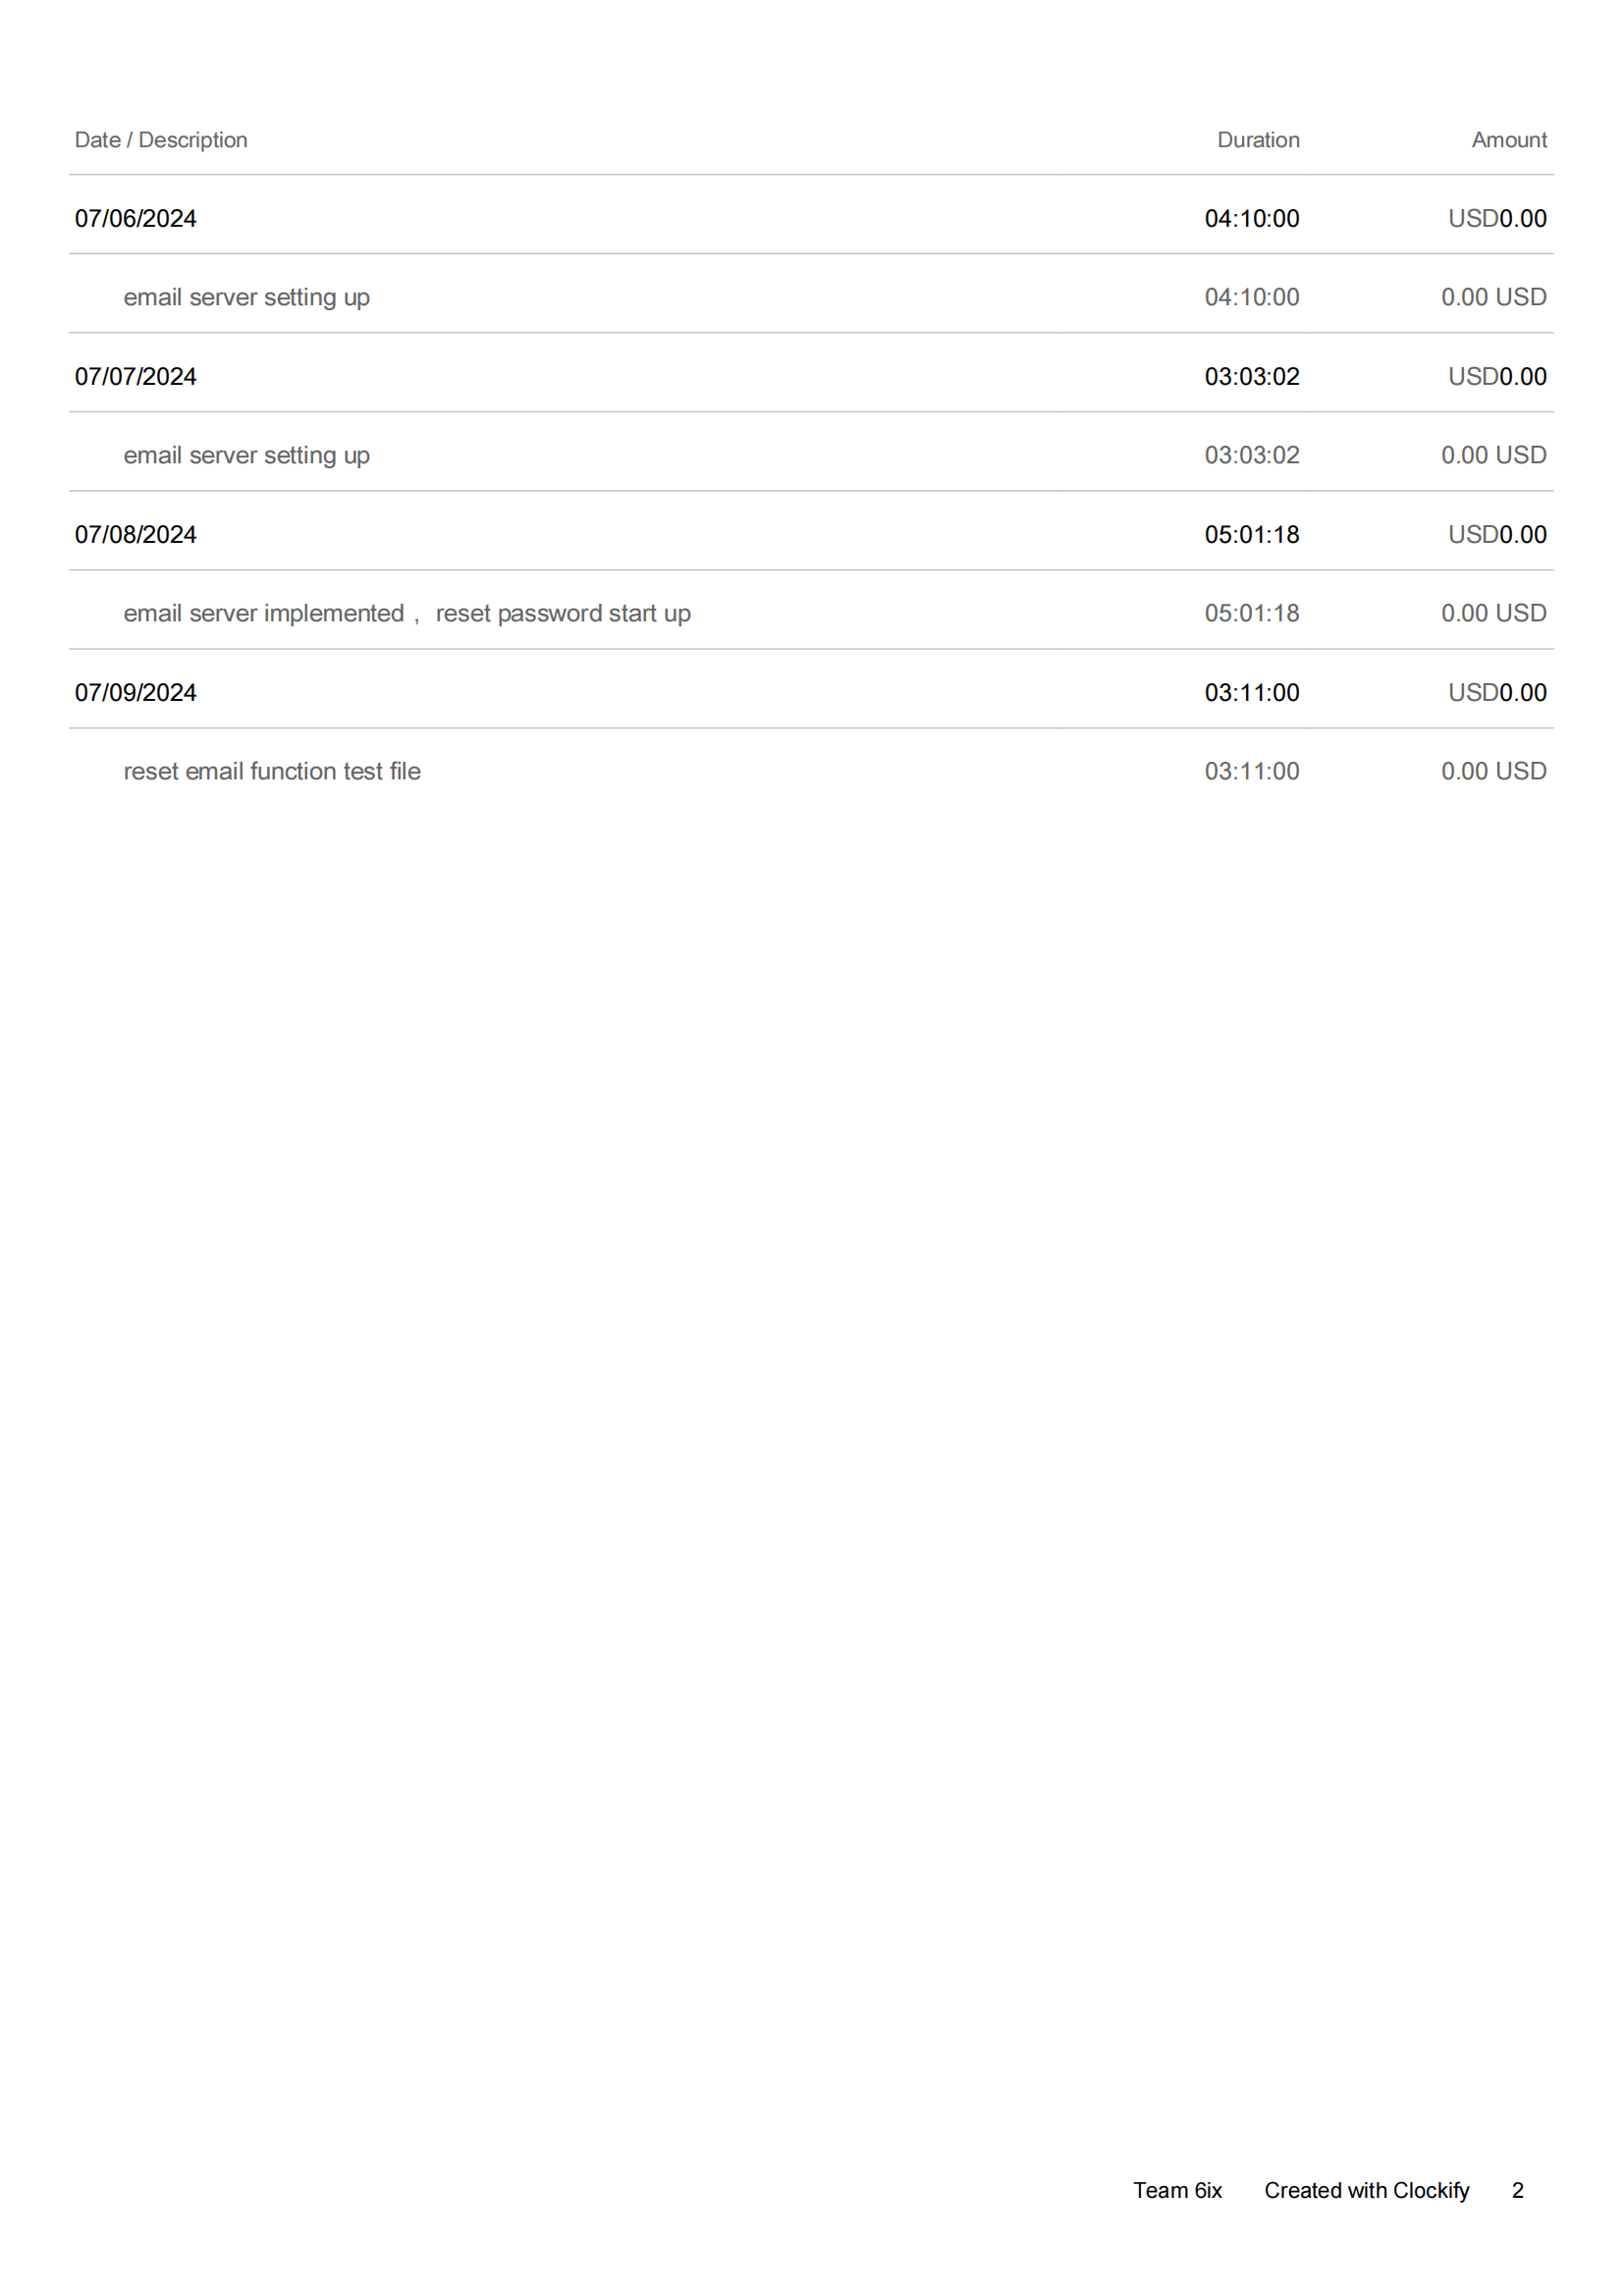 Date / Description Duration Amount
07/06/2024 04:10:00 USD0.00
email server setting up 04:10:00 0.00 USD
07/07/2024 03:03:02 USD0.00
email server setting up 03:03:02 0.00 USD
07/08/2024 05:01:18 USD0.00
email server implemented ， reset password start up 05:01:18 0.00 USD
07/09/2024 03:11:00 USD0.00
reset email function test file 03:11:00 0.00 USD
Team 6ix Created with Clockify 2